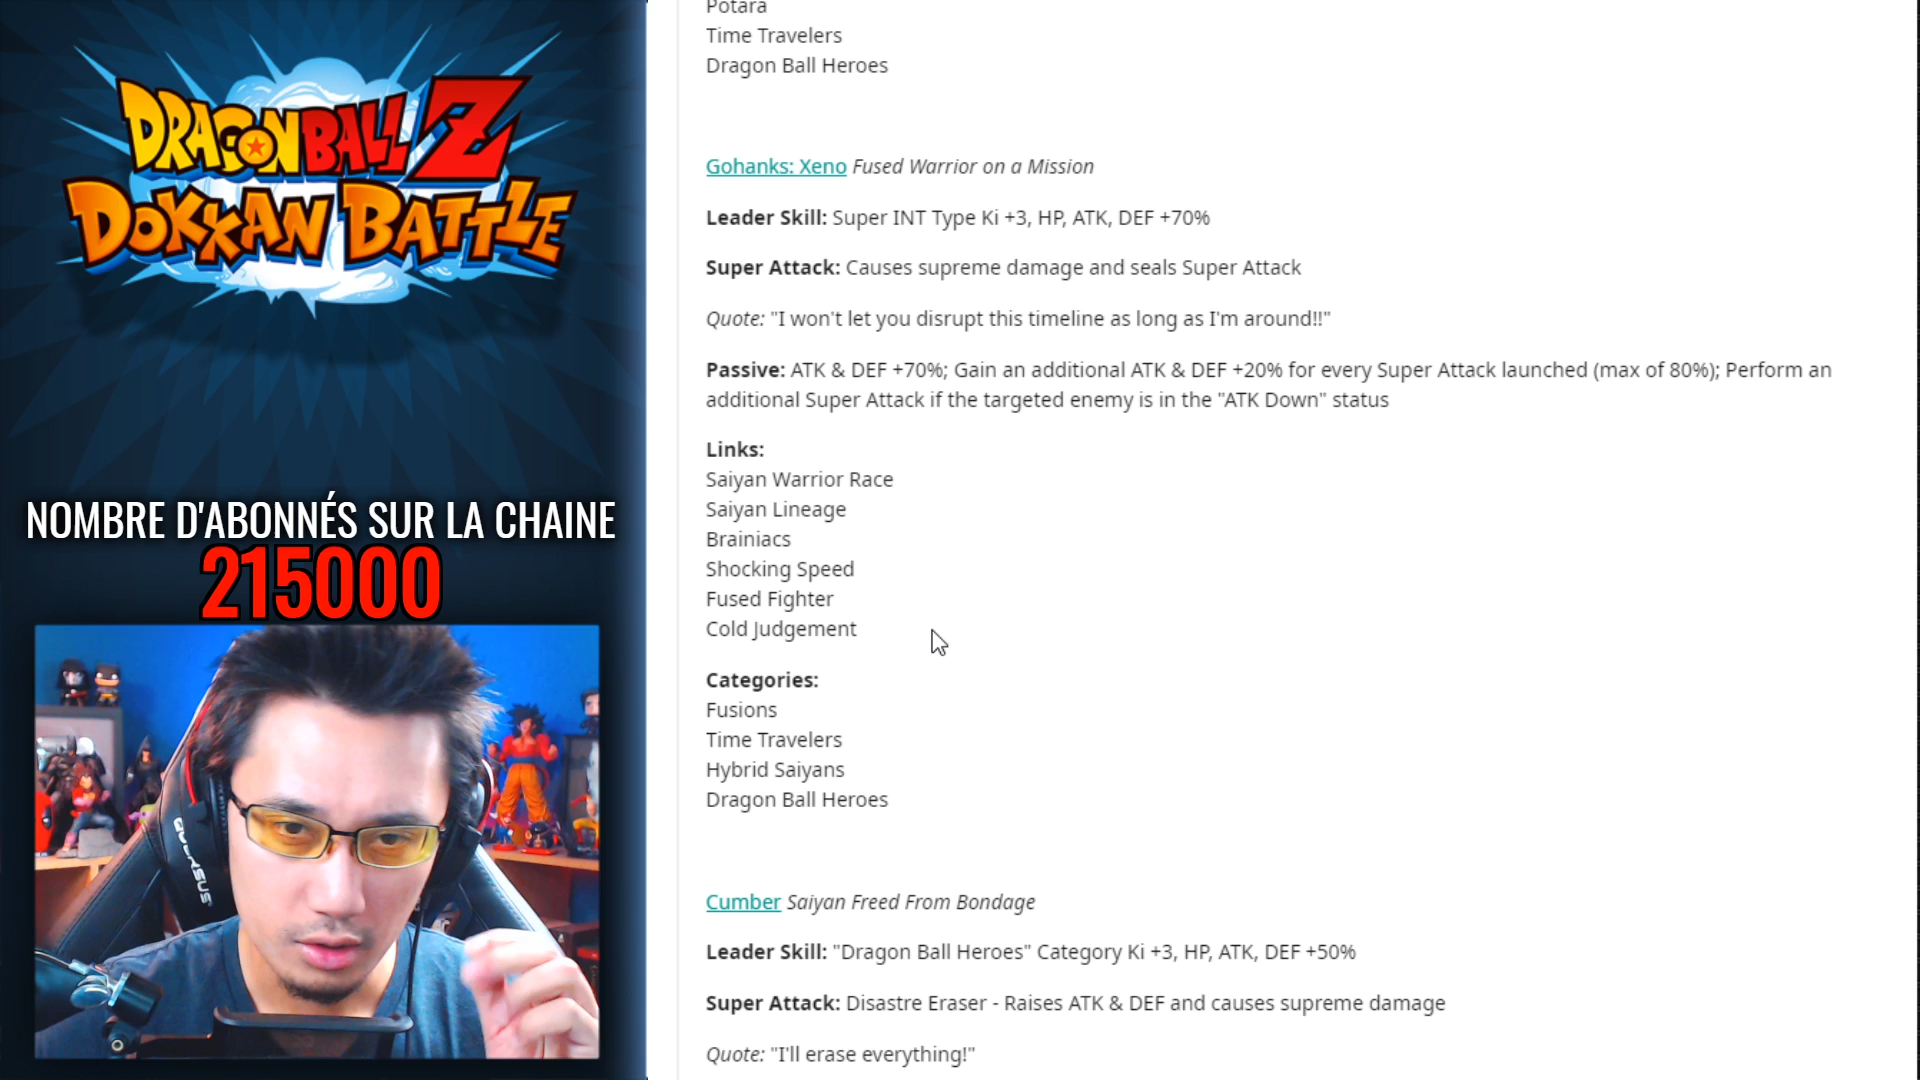 DRAGON BALL Z
DOKKAN BATTLE
NOMBRE D'ABONNÉS SUR LA CHAINE
215000
QUERSUS
Potara
Time Travelers
Dragon Ball Heroes
Gohanks: Xeno Fused Warrior on a Mission
Leader Skill: Super INT Type Ki +3, HP, ATK, DEF +70%
Super Attack: Causes supreme damage and seals Super Attack
Quote: "I won't let you disrupt this timeline as long as I'm around!!"
Passive: ATK & DEF +70%; Gain an additional ATK & DEF +20% for every Super Attack launched (max of 80%); Perform an
additional Super Attack if the targeted enemy is in the "ATK Down" status
Links:
Saiyan Warrior Race
Saiyan Lineage
Brainiacs
Shocking Speed
Fused Fighter
Cold Judgement
Categories:
Fusions
Time Travelers
Hybrid Saiyans
Dragon Ball Heroes
Cumber Saiyan Freed From Bondage
Leader Skill: "Dragon Ball Heroes" Category Ki +3, HP, ATK, DEF +50%
Super Attack: Disastre Eraser - Raises ATK & DEF and causes supreme damage
Quote: "I'll erase everything!"